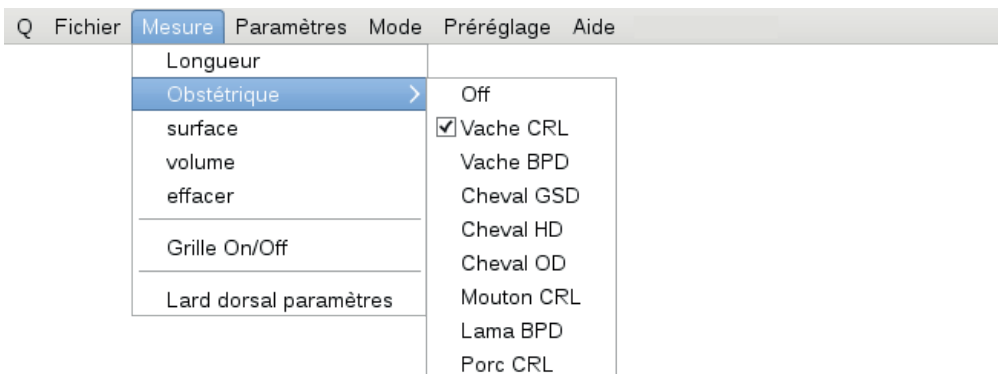 Q Fichier Mesure Paramètres Mode Préréglage Aide
Longueur
Obstétrique
surface
volume
effacer
Grille On/Off
Lard dorsal paramètres
Off
Vache CRL
Vache BPD
Cheval GSD
Cheval HD
Cheval OD
Mouton CRL
Lama BPD
Porc CRL